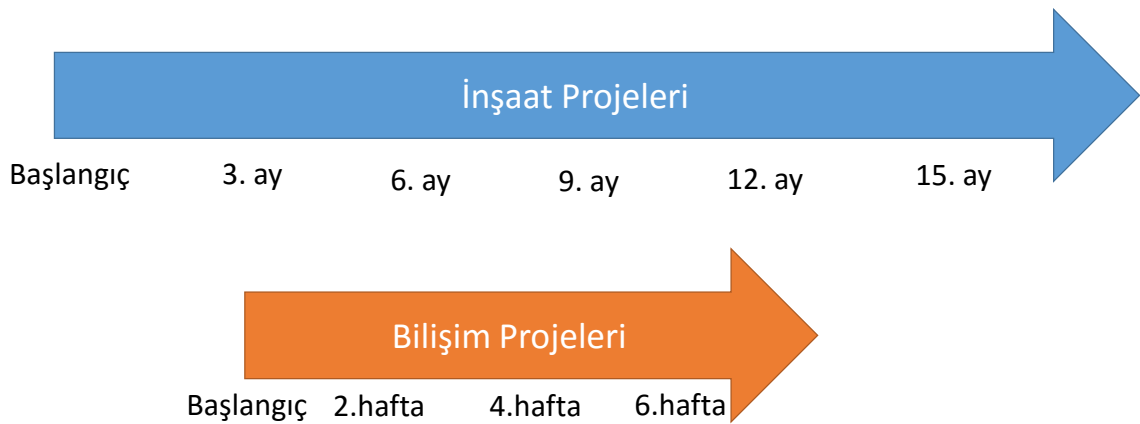 İnşaat Projeleri
Başlangıç 3. ay 6. ay 9. ay 12. ay 15. ay
Bilişim Projeleri
Başlangıç 2.hafta 4.hafta 6.hafta